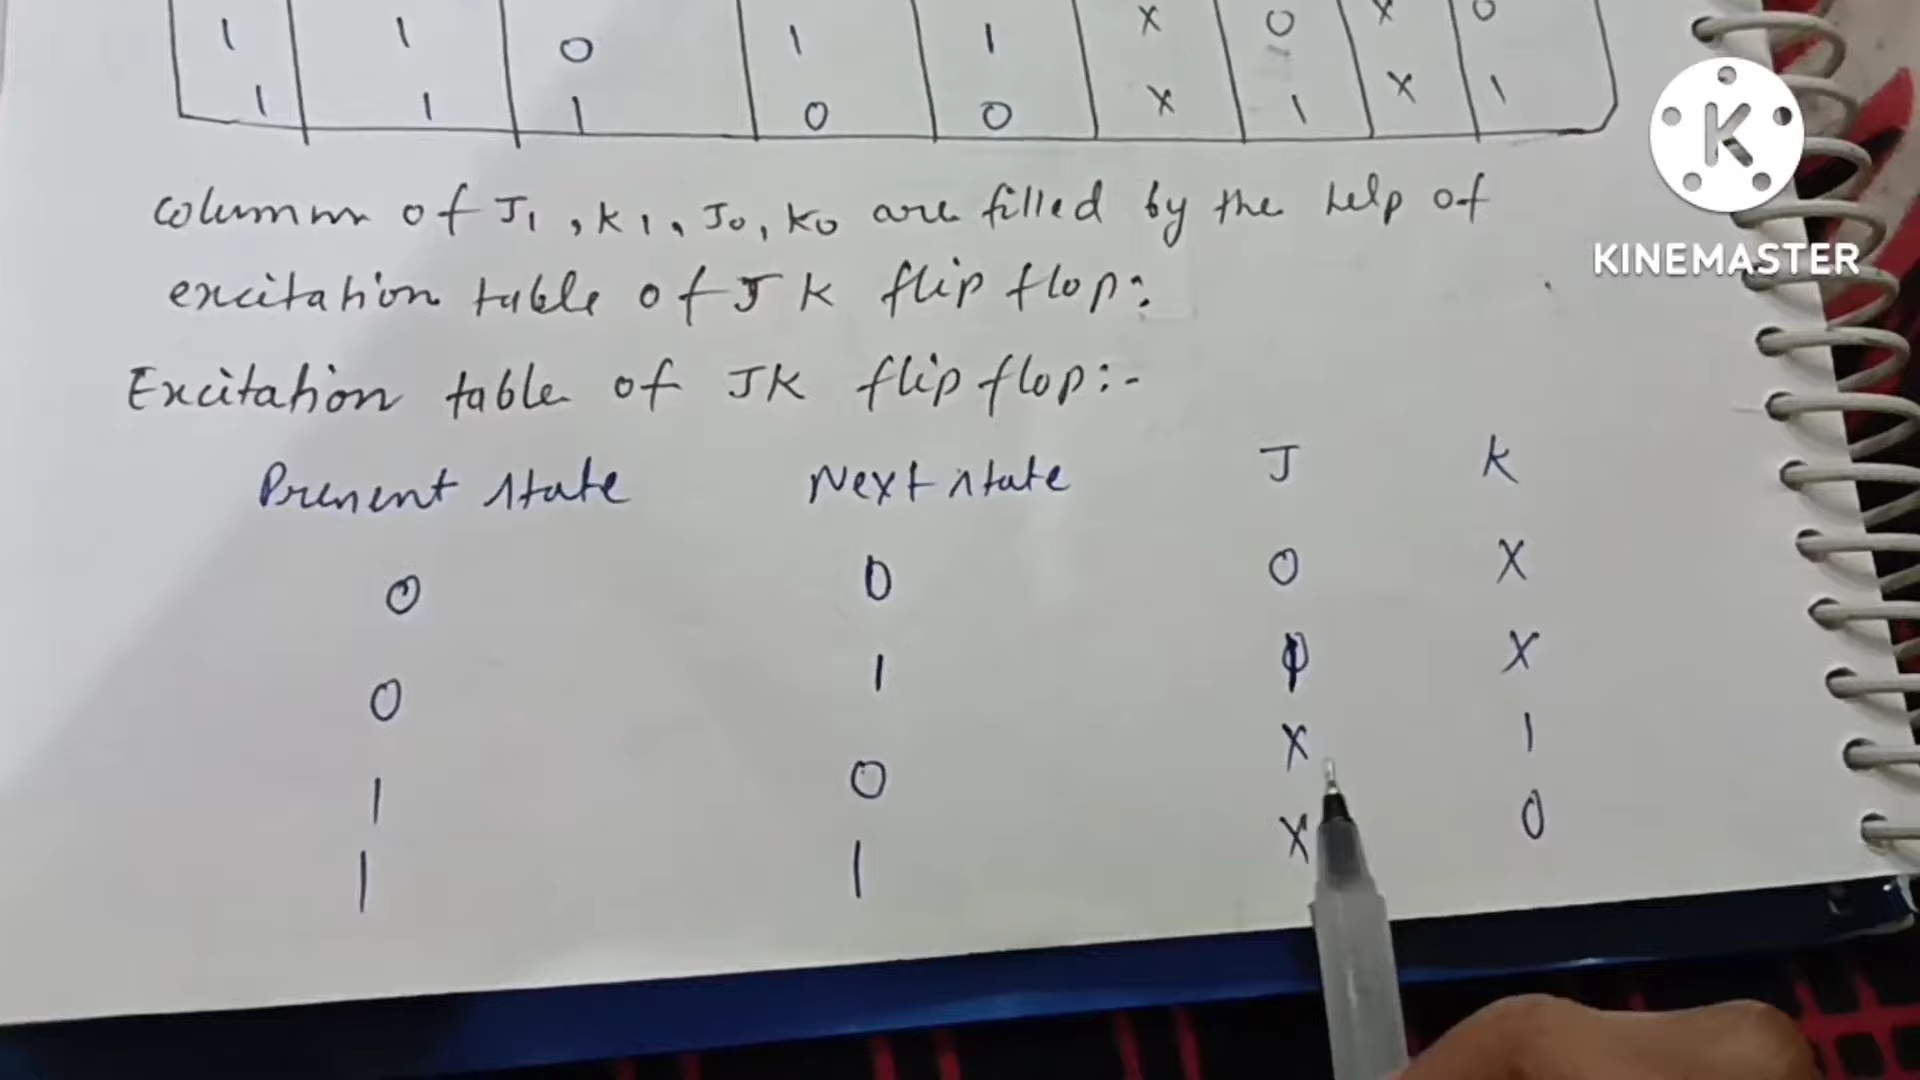 1 1 0 1 1 X 0 X 0
1 1 1 0 0 X 1 X 1
K
KINEMASTER
column of J1, K1, J0, K0 are filled by the help of
excitation table of JK flip flop:
Excitation table of JK flip flop:-
Present state Next state J K
0 0 0 X
0 1 1 X
1 0 X 1
1 1 X 0